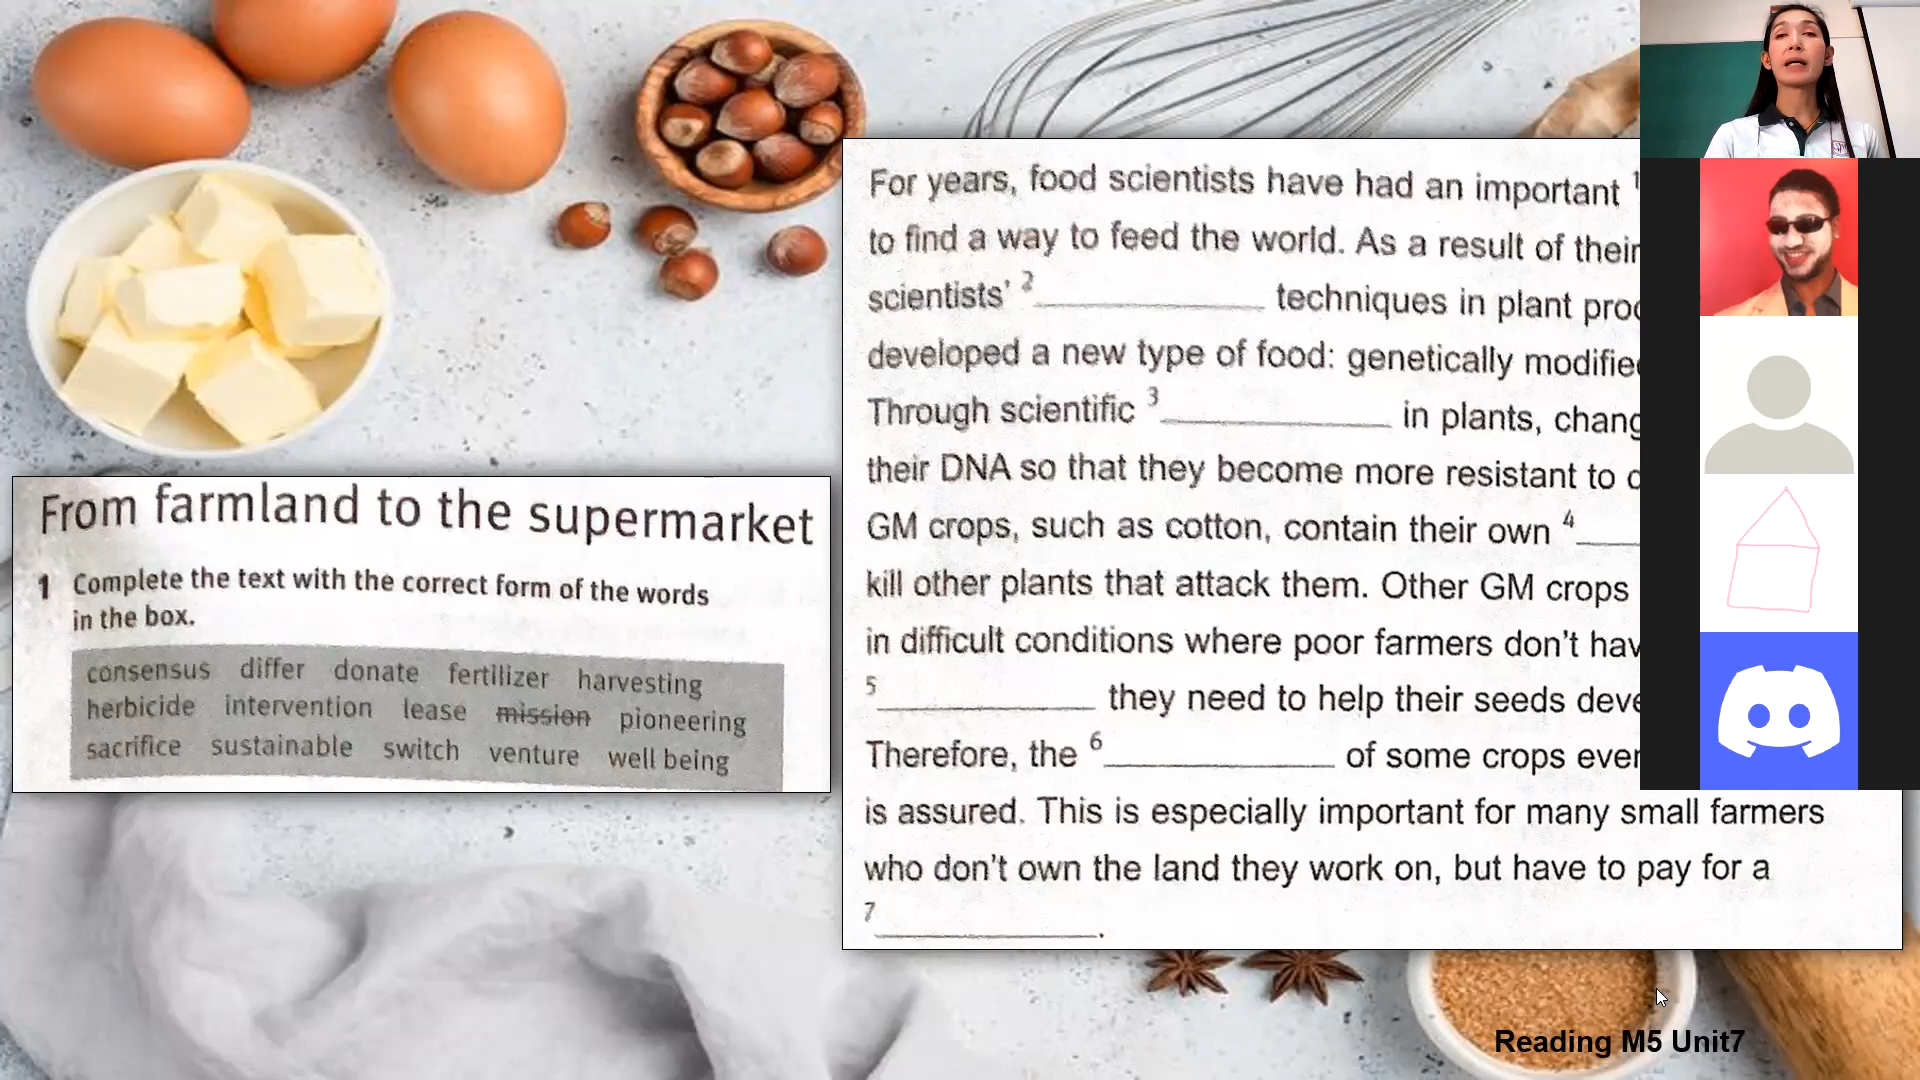 From farmland to the supermarket
1 Complete the text with the correct form of the words
in the box.
consensus differ donate fertilizer harvesting
herbicide intervention lease mission pioneering
sacrifice sustainable switch venture well being
For years, food scientists have had an important 1
to find a way to feed the world. As a result of their
scientists' 2 ____________ techniques in plant
developed a new type of food: genetically
Through scientific 3 ____________ in plants,
their DNA so that they become more resistant to
GM crops, such as cotton, contain their own 4 ____
kill other plants that attack them. Other GM crops
in difficult conditions where poor farmers don't
5 ____________ they need to help their seeds
Therefore, the 6 ____________ of some crops
is assured. This is especially important for many small farmers
who don't own the land they work on, but have to pay for a
7 ____________.
Reading M5 Unit7